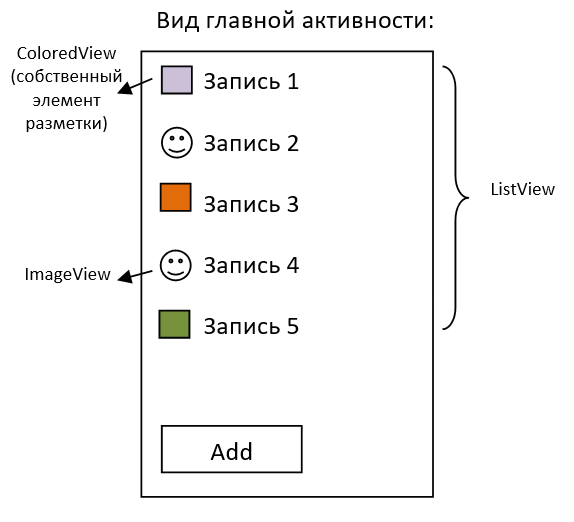 Вид главной активности:
ColoredView
(собственный
элемент
разметки)
Запись 1
Запись 2
Запись 3
ListView
Запись 4
ImageView
Запись 5
Add